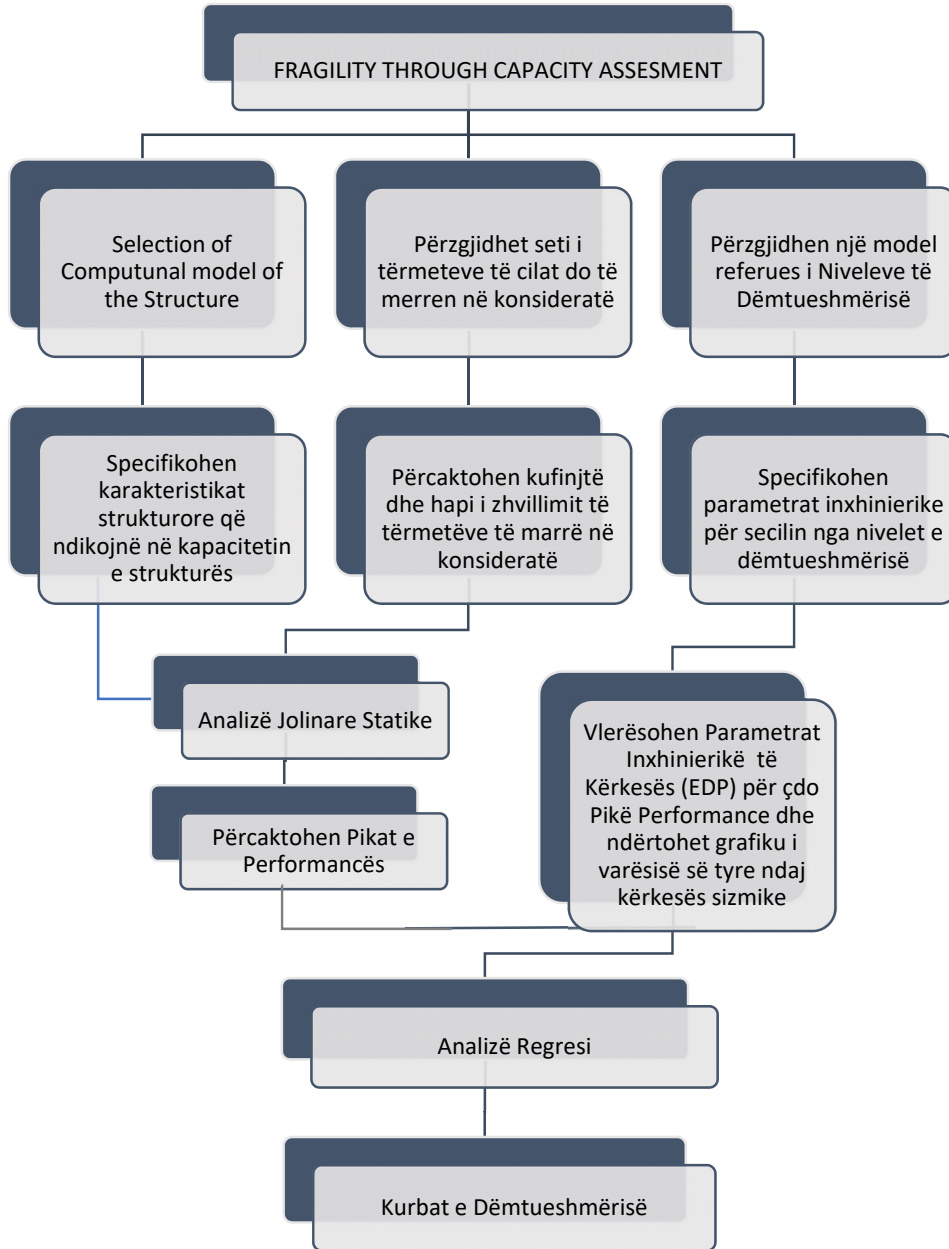 FRAGILITY THROUGH CAPACITY ASSESMENT
Selection of
Computunal model of
the Structure
Përzgjidhet seti i
tërmeteve të cilat do të
merren në konsideratë
Përzgjidhen një model
referues i Niveleve të
Dëmtueshmërisë
Specifikohen
karakteristikat
strukturore që
ndikojnë në kapacitetin
e strukturës
Përcaktohen kufinjtë
dhe hapi i zhvillimit të
tërmetëve të marrë në
konsideratë
Specifikohen
parametrat inxhinierike
për secilin nga nivelet e
dëmtueshmërisë
Analizë Jolinare Statike
Përcaktohen Pikat e
Performancës
Vlerësohen Parametrat
Inxhinierikë të
Kërkesës (EDP) për çdo
Pikë Performance dhe
ndërtohet grafiku i
varësisë së tyre ndaj
kërkesës sizmike
Analizë Regresi
Kurbat e Dëmtueshmërisë